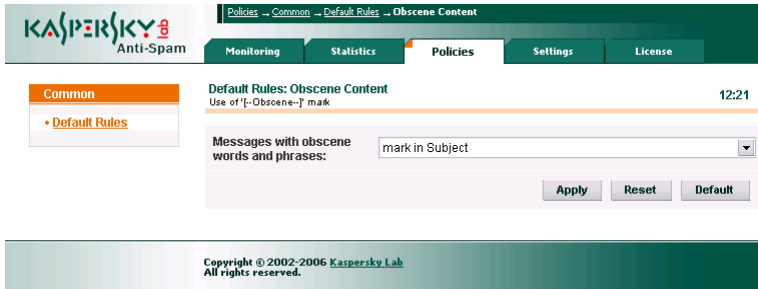 Policies → Common → Default Rules → Obscene Content
KASPERSKY lab
Anti-Spam
Monitoring Statistics Policies Settings License
Common
• Default Rules
Default Rules: Obscene Content
Use of '[--Obscene--]' mark
12:21
Messages with obscene
words and phrases:
mark in Subject
Apply Reset Default
Copyright © 2002-2006 Kaspersky Lab
All rights reserved.